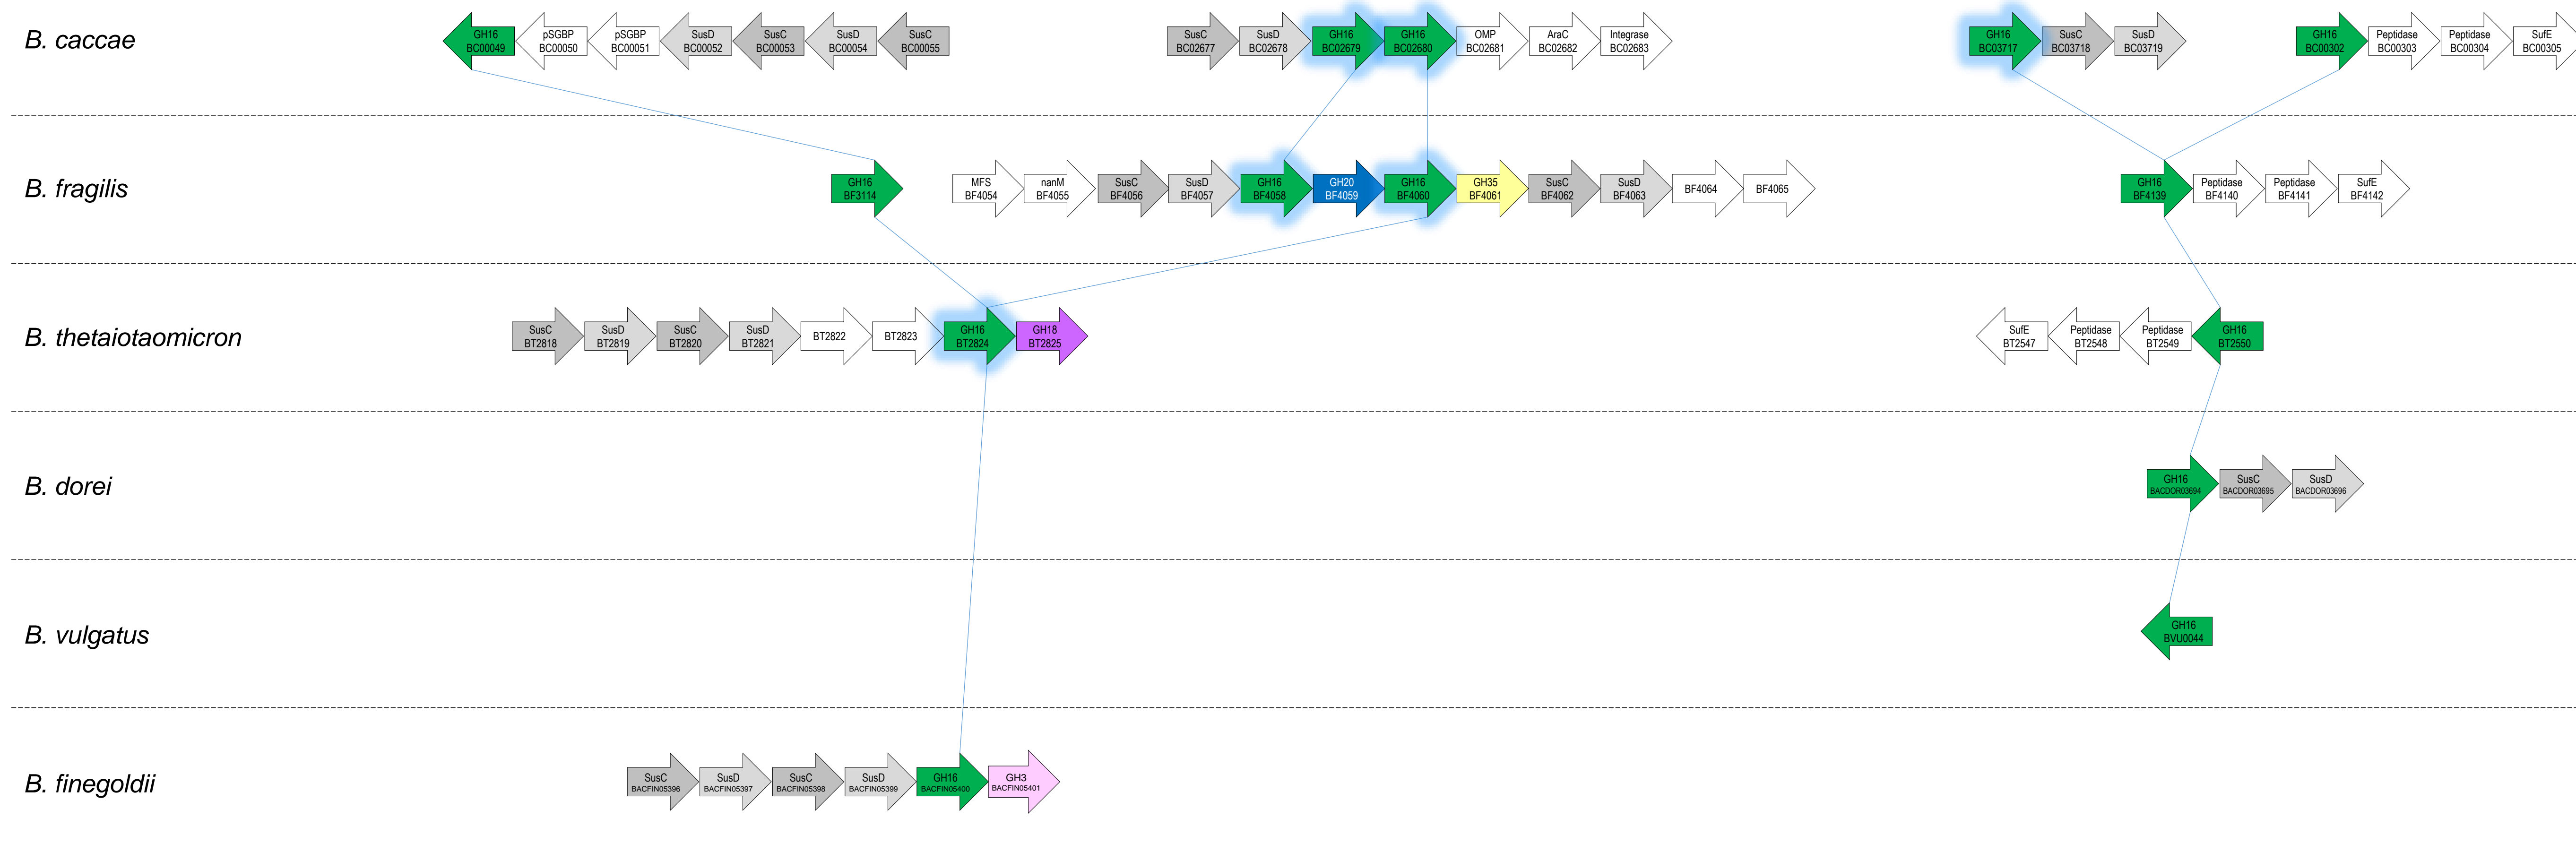 B. caccae
GH16
BC00049
pSGBP
BC00050
pSGBP
BC00051
SusD
BC00052
SusC
BC00053
SusD
BC00054
SusC
BC00055
SusC
BC02677
SusD
BC02678
GH16
BC02679
GH16
BC02680
OMP
BC02681
AraC
BC02682
Integrase
BC02683
GH16
BC03717
SusC
BC03718
SusD
BC03719
GH16
BC00302
Peptidase
BC00303
Peptidase
BC00304
SufE
BC00305
B. fragilis
GH16
BF3114
MFS
BF4054
nanM
BF4055
SusC
BF4056
SusD
BF4057
GH16
BF4058
GH20
BF4059
GH16
BF4060
GH35
BF4061
SusC
BF4062
SusD
BF4063
BF4064
BF4065
GH16
BF4139
Peptidase
BF4140
Peptidase
BF4141
SufE
BF4142
B. thetaiotaomicron
SusC
BT2818
SusD
BT2819
SusC
BT2820
SusD
BT2821
BT2822
BT2823
GH16
BT2824
GH18
BT2825
SufE
BT2547
Peptidase
BT2548
Peptidase
BT2549
GH16
BT2550
B. dorei
GH16
BACDOR03694
SusC
BACDOR03695
SusD
BACDOR03696
B. vulgatus
GH16
BVU0044
B. finegoldii
SusC
BACFIN05396
SusD
BACFIN05397
SusC
BACFIN05398
SusD
BACFIN05399
GH16
BACFIN05400
GH3
BACFIN05401